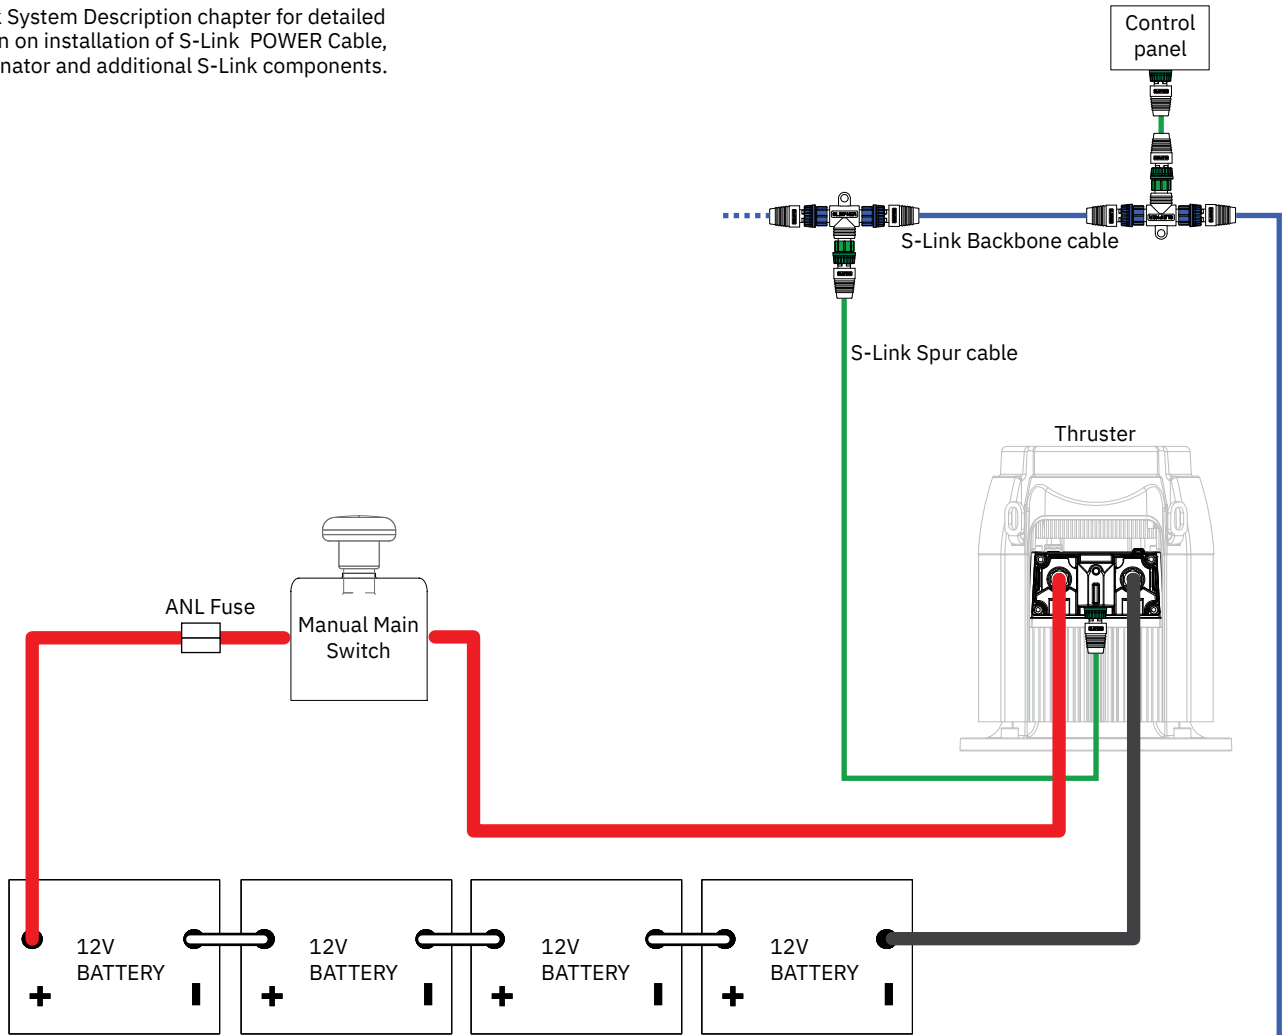 System Description chapter for detailed
on installation of S-Link POWER Cable,
and additional S-Link components.
Control
panel
S-Link Backbone cable
S-Link Spur cable
Thruster
ANL Fuse
Manual Main
Switch
12V
BATTERY
+
12V
BATTERY
+
12V
BATTERY
+
12V
BATTERY
+